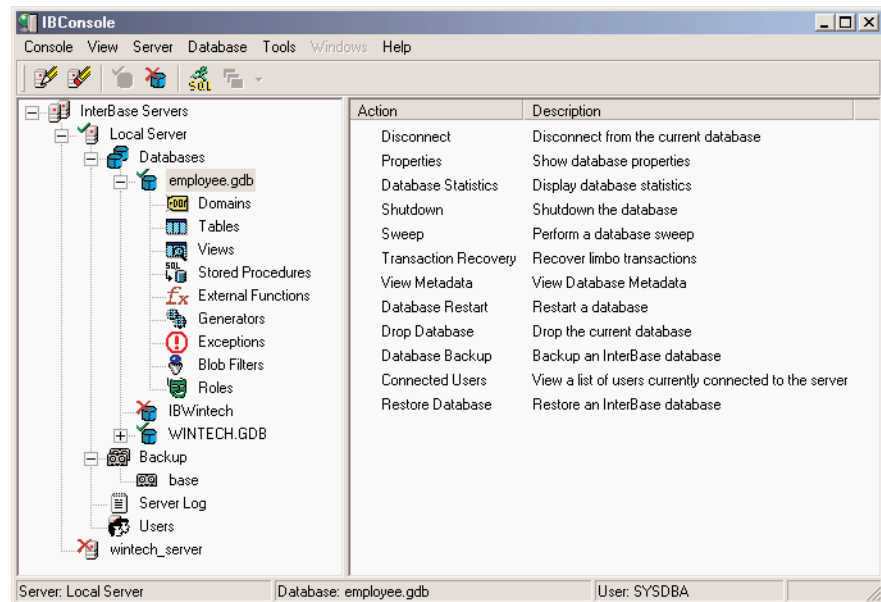 IBConsole
Console View Server Database Tools Windows Help
SQL
InterBase Servers
Local Server
Databases
employee.gdb
Domains
Tables
Views
Stored Procedures
External Functions
Generators
Exceptions
Blob Filters
Roles
IBWintech
WINTECH.GDB
Backup
base
Server Log
Users
wintech_server
Action Description
Disconnect Disconnect from the current database
Properties Show database properties
Database Statistics Display database statistics
Shutdown Shutdown the database
Sweep Perform a database sweep
Transaction Recovery Recover limbo transactions
View Metadata View Database Metadata
Database Restart Restart a database
Drop Database Drop the current database
Database Backup Backup an InterBase database
Connected Users View a list of users currently connected to the server
Restore Database Restore an InterBase database
Server: Local Server Database: employee.gdb User: SYSDBA